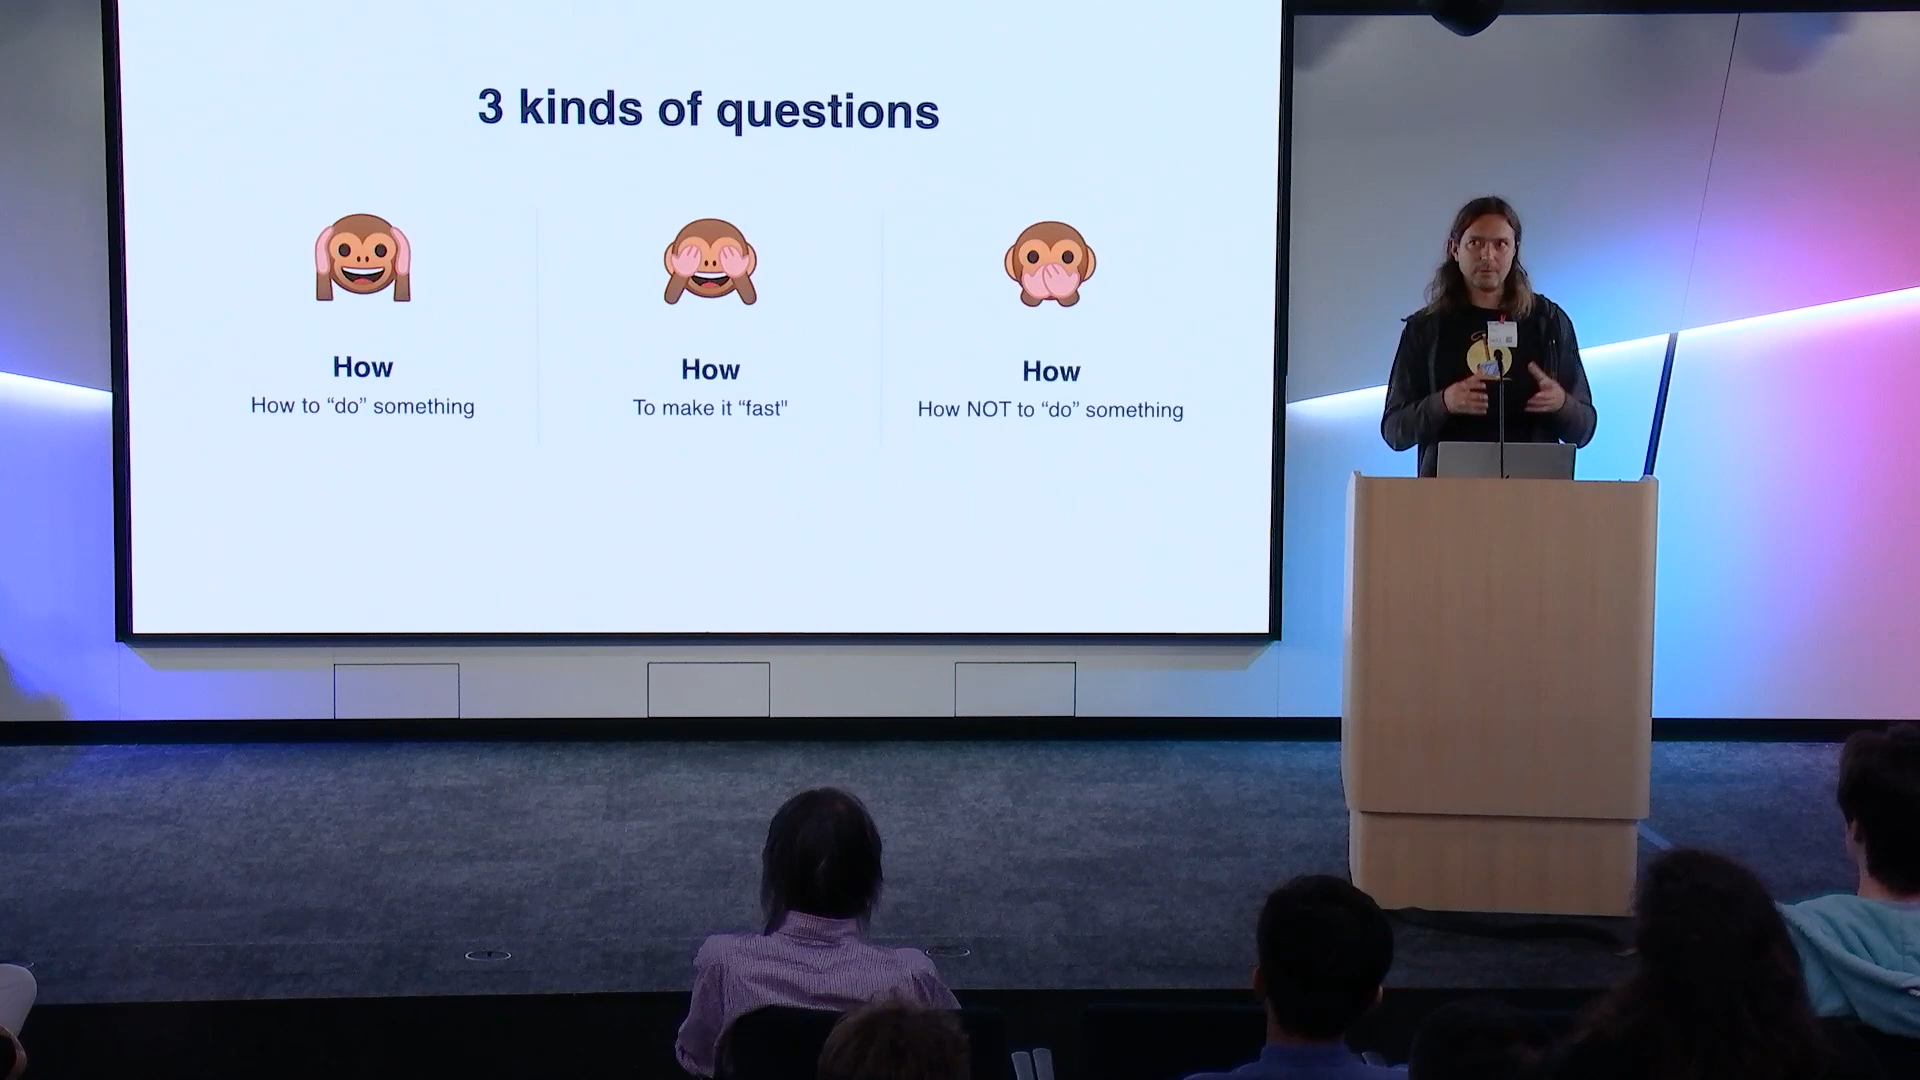 3 kinds of questions
How
How to “do” something
How
To make it “fast"
How
How NOT to “do” something